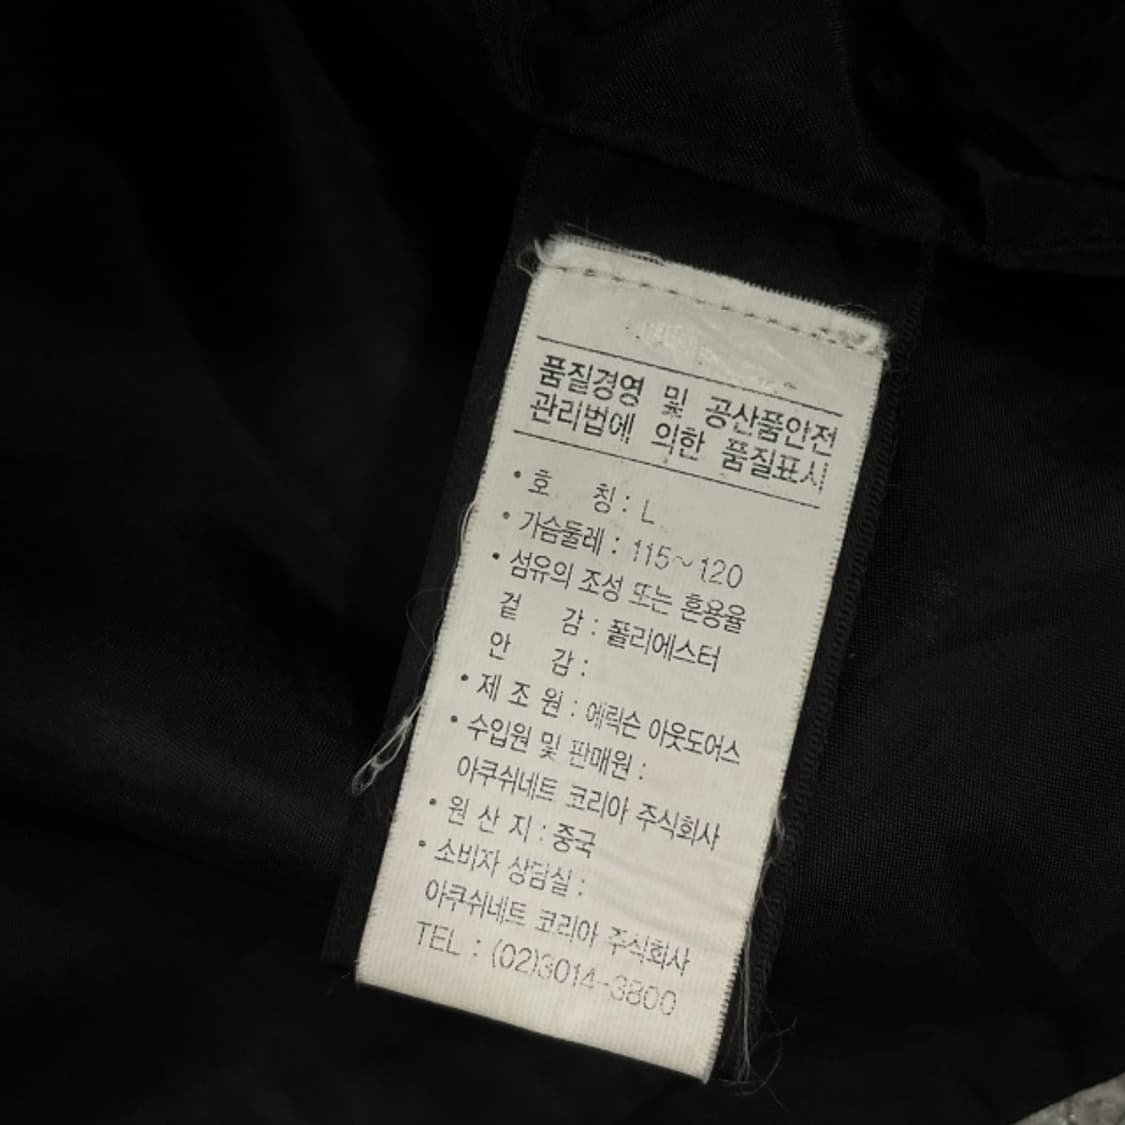 품질경영 및 공산품안전
관리법에 의한 품질표시
• 호 칭 : L
• 가슴둘레 : 115~120
• 섬유의 조성 또는 혼용율
겉 감 : 폴리에스터
안 감 :
• 제 조 원 : 에릭슨 아웃도어스
• 수입원 및 판매원 :
아쿠쉬네트 코리아 주식회사
• 원 산 지 : 중국
• 소비자 상담실 :
아쿠쉬네트 코리아 주식회사
TEL : (02)3014-3800